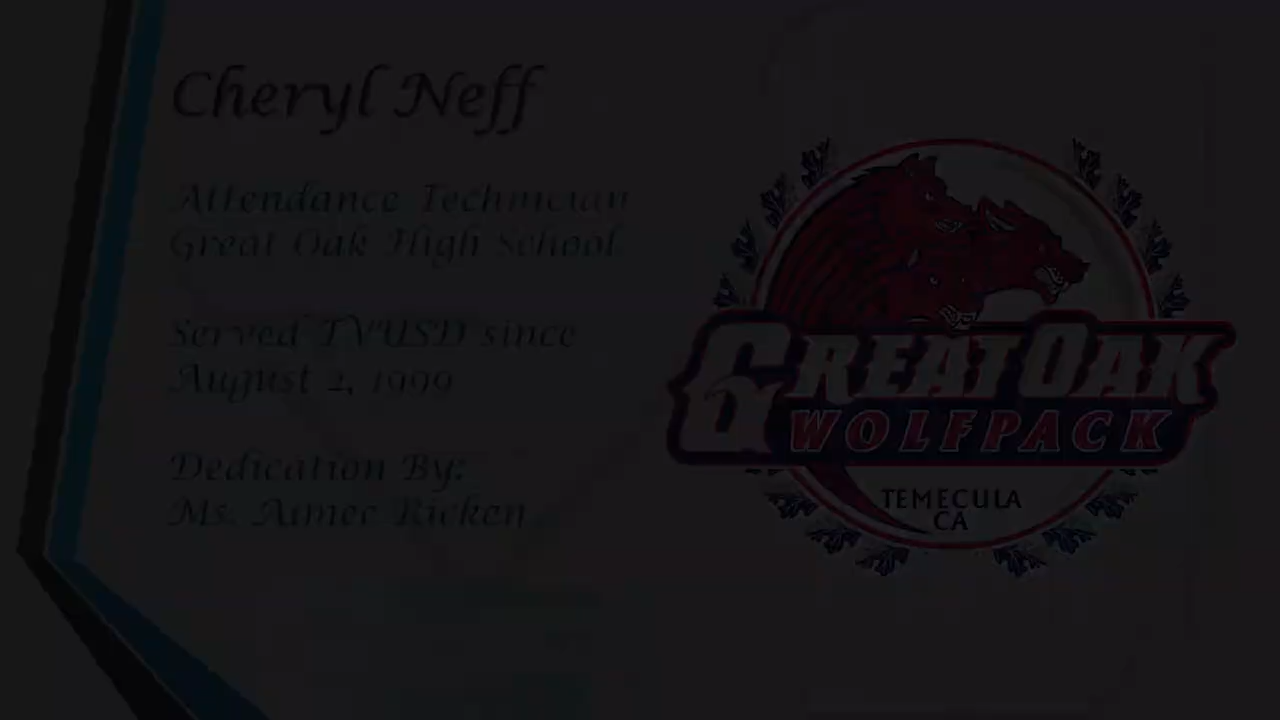 Cheryl Neff
Attendance Technician
Great Oak High School
Served TVUSD since
August 2, 1999
Dedication By:
Ms. Aimee Ricken
GREAT OAK
WOLFPACK
TEMECULA
CA